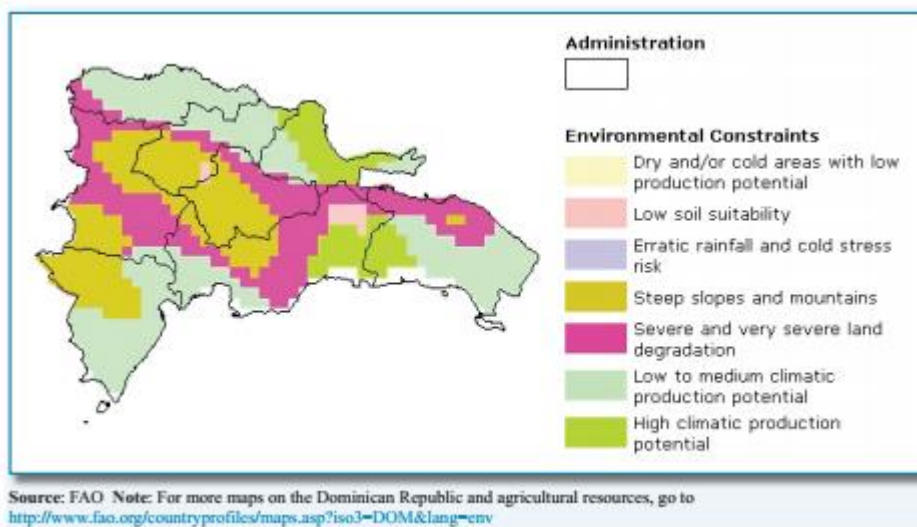 Administration
Environmental Constraints
Dry and/or cold areas with low
production potential
Low soil suitability
Erratic rainfall and cold stress
risk
Steep slopes and mountains
Severe and very severe land
degradation
Low to medium climatic
production potential
High climatic production
potential
Source: FAO Note: For more maps on the Dominican Republic and agricultural resources, go to
http://www.fao.org/countryprofiles/maps.asp?iso3=DOM&lang=env